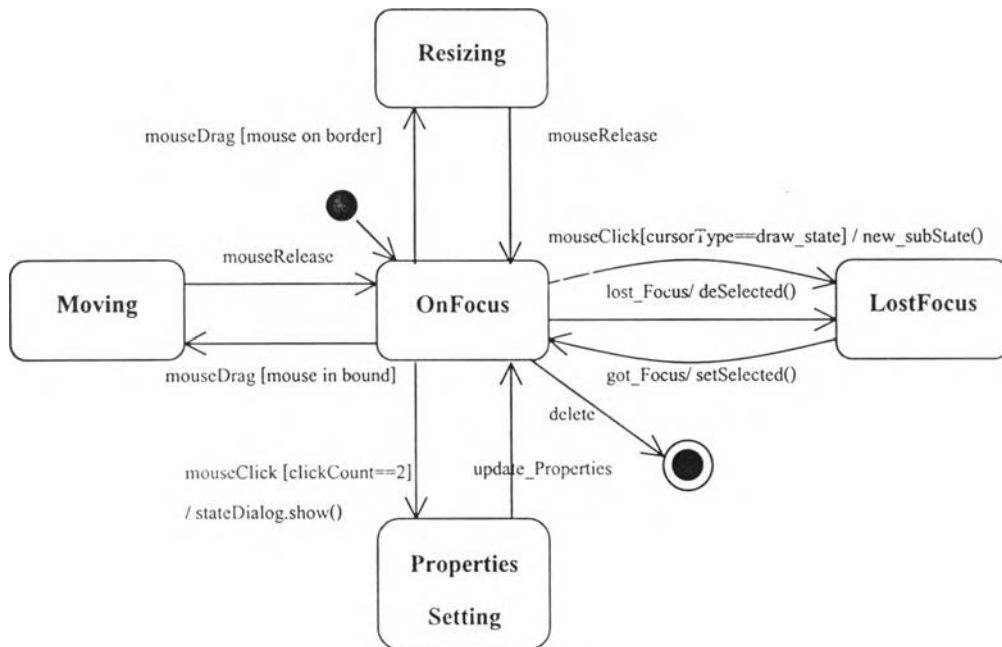 Resizing
mouseDrag [mouse on border]
mouseRelease
mouseClick[cursorType==draw_state] / new_subState()
mouseRelease
Moving
OnFocus
lost_Focus/ deSelected()
LostFocus
mouseDrag [mouse in bound]
got_Focus/ setSelected()
delete
mouseClick [clickCount==2]
update_Properties
/ stateDialog.show()
Properties
Setting